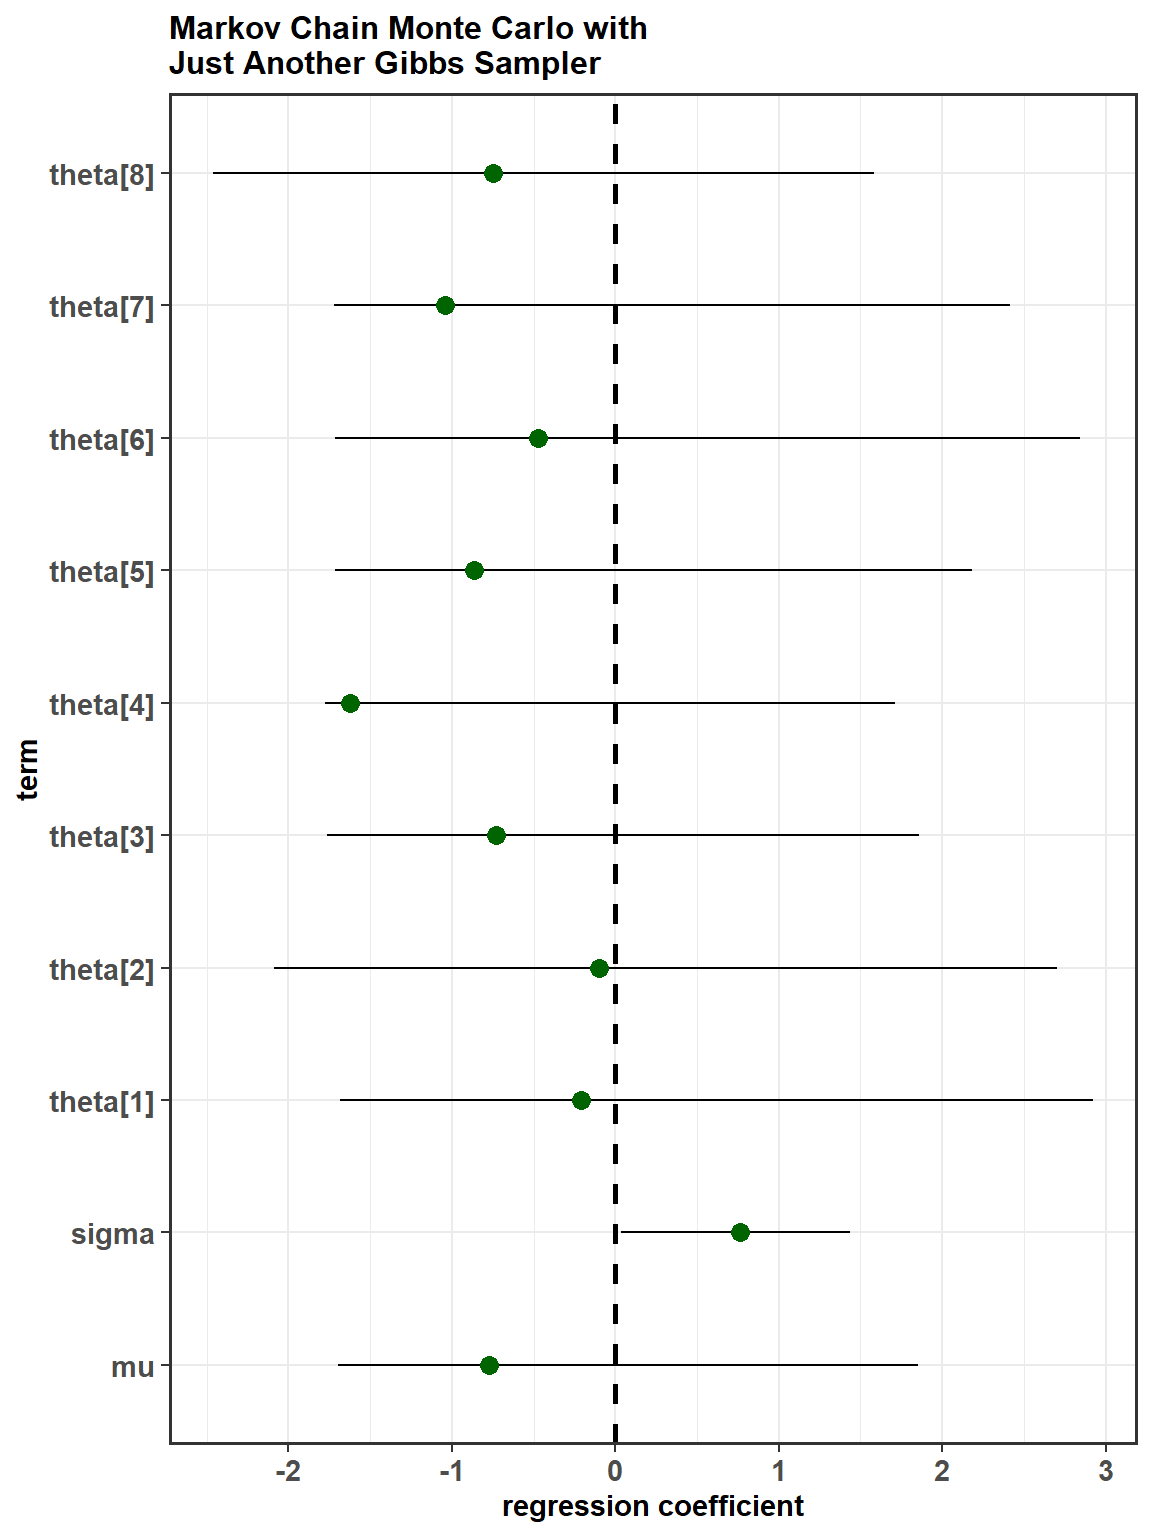 Markov Chain Monte Carlo with
Just Another Gibbs Sampler
theta[8]
theta[7]
theta[6]
theta[5]
theta[4]
theta[3]
theta[2]
theta[1]
sigma
mu
term
-2 -1 0 1 2 3
regression coefficient